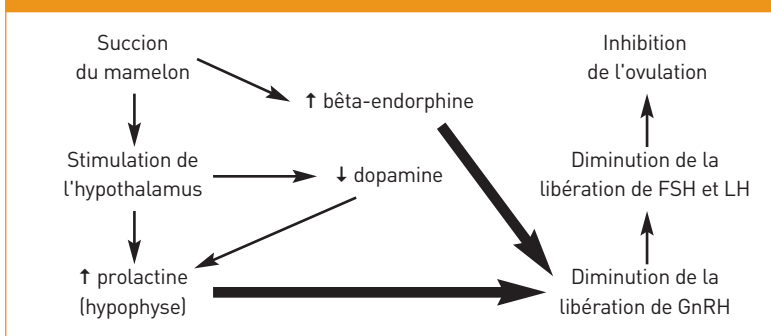 Succion
du mamelon
↑ bêta-endorphine
Stimulation de
l'hypothalamus
↓ dopamine
↑ prolactine
(hypophyse)
Inhibition
de l'ovulation
Diminution de la
libération de FSH et LH
Diminution de la
libération de GnRH